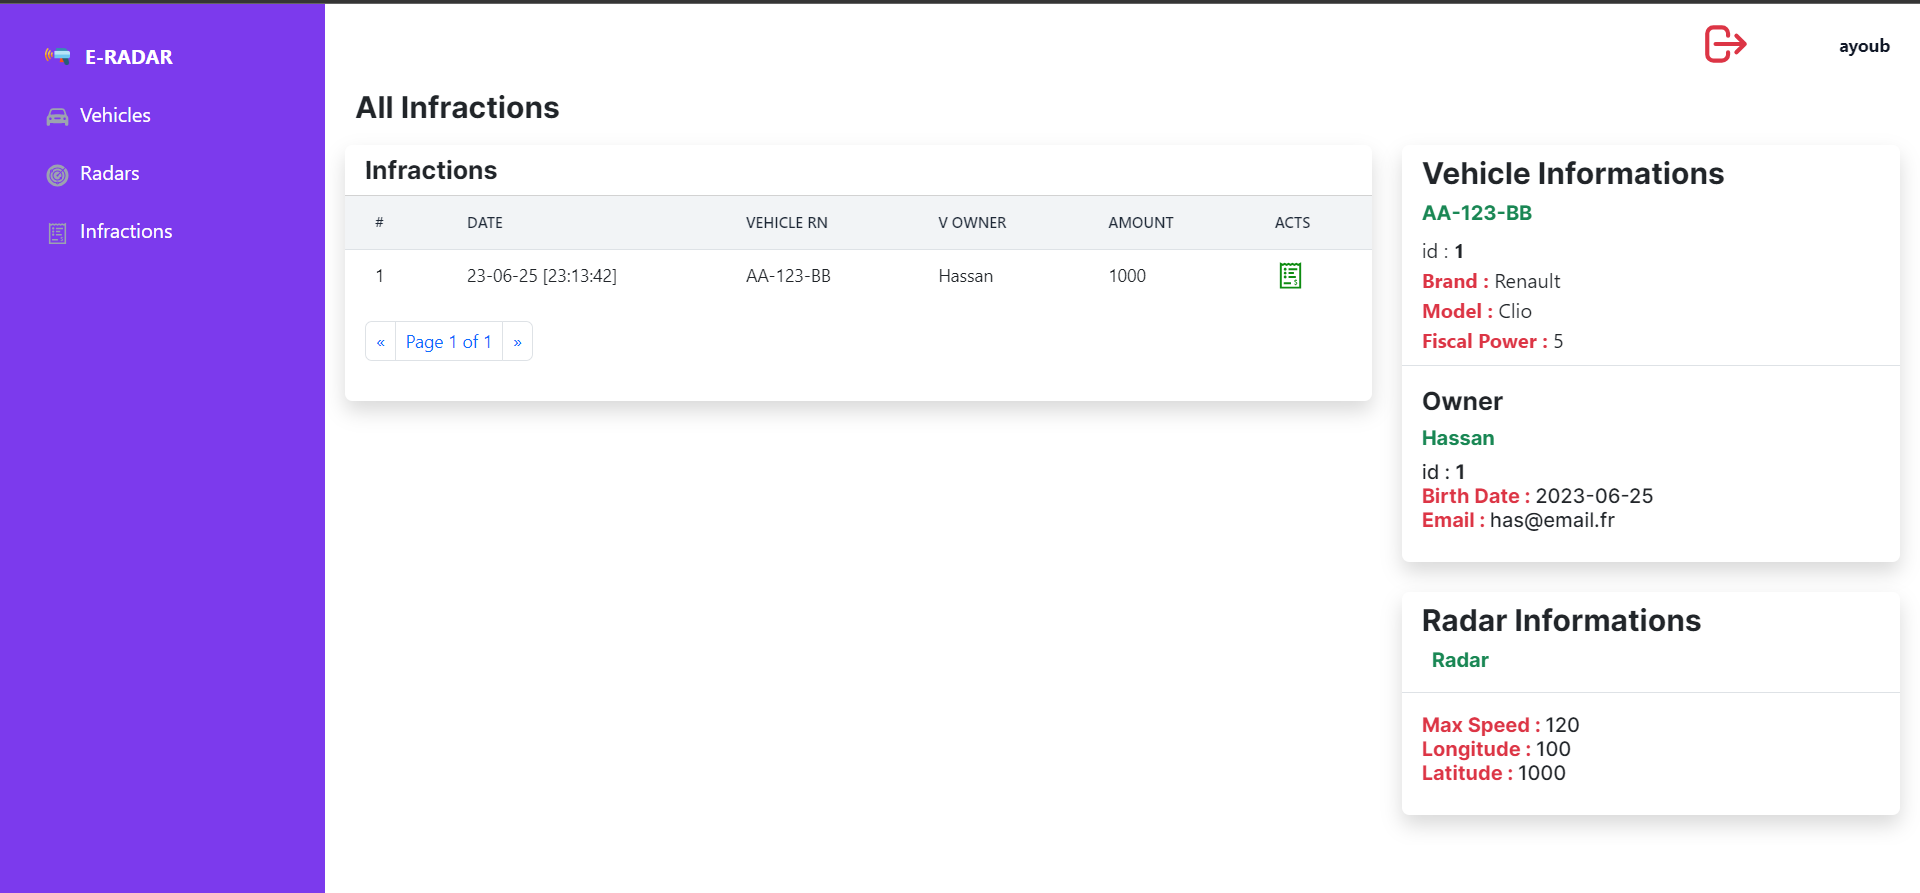 E-RADAR
Vehicles
Radars
Infractions
ayoub
All Infractions
Infractions
# DATE VEHICLE RN V OWNER AMOUNT ACTS
1 23-06-25 [23:13:42] AA-123-BB Hassan 1000
« Page 1 of 1 »
Vehicle Informations
AA-123-BB
id : 1
Brand : Renault
Model : Clio
Fiscal Power : 5
Owner
Hassan
id : 1
Birth Date : 2023-06-25
Email : has@email.fr
Radar Informations
Radar
Max Speed : 120
Longitude : 100
Latitude : 1000